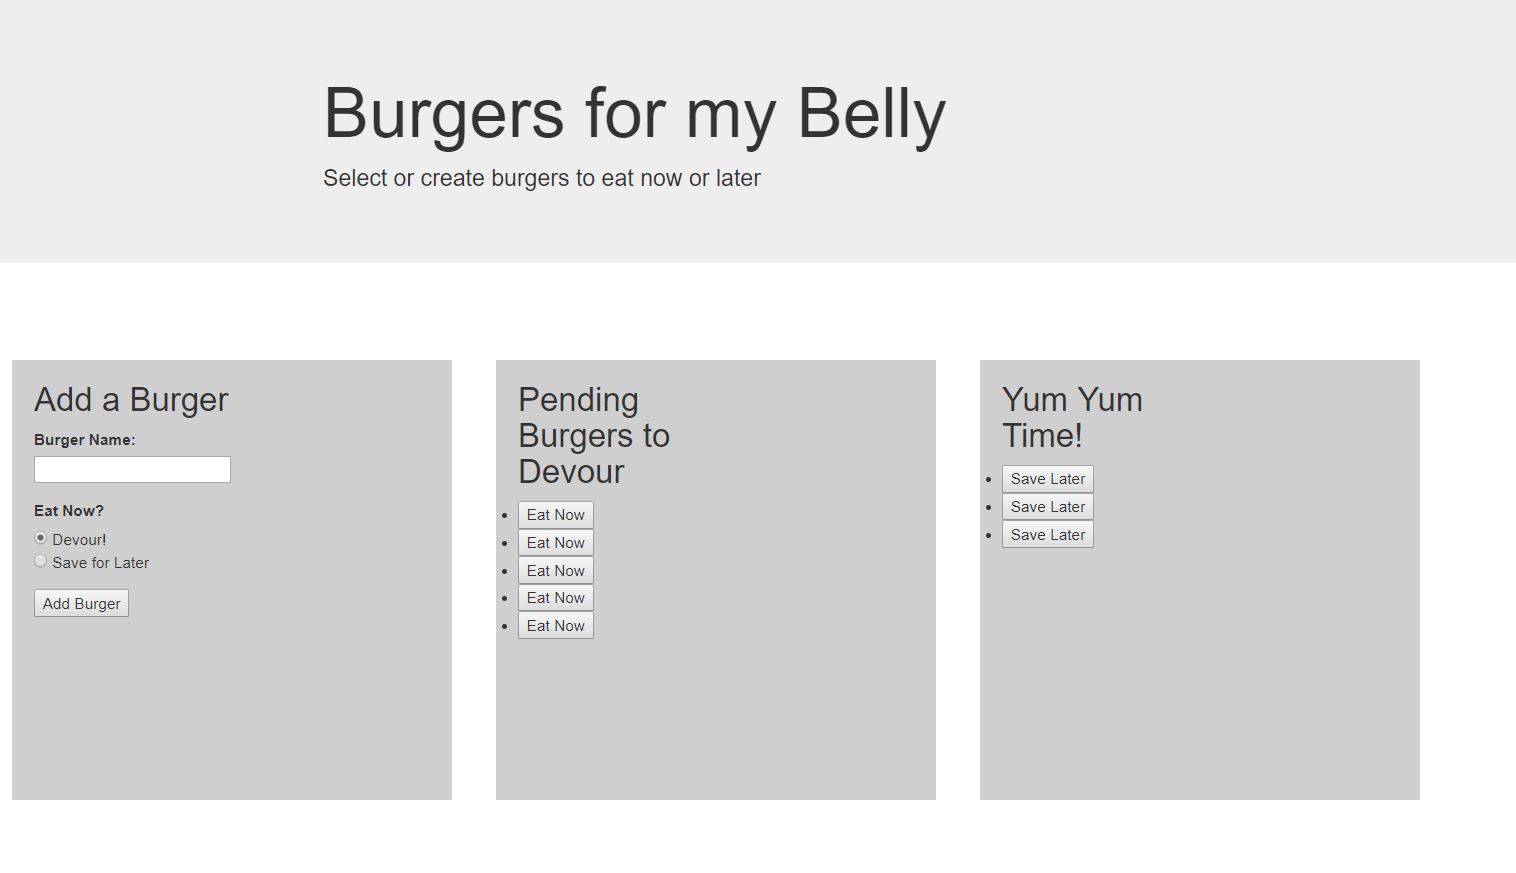 Burgers for my Belly
Select or create burgers to eat now or later
Add a Burger
Burger Name:
Eat Now?
Devour!
Save for Later
Add Burger
Pending
Burgers to
Devour
Eat Now
Eat Now
Eat Now
Eat Now
Eat Now
Yum Yum
Time!
Save Later
Save Later
Save Later